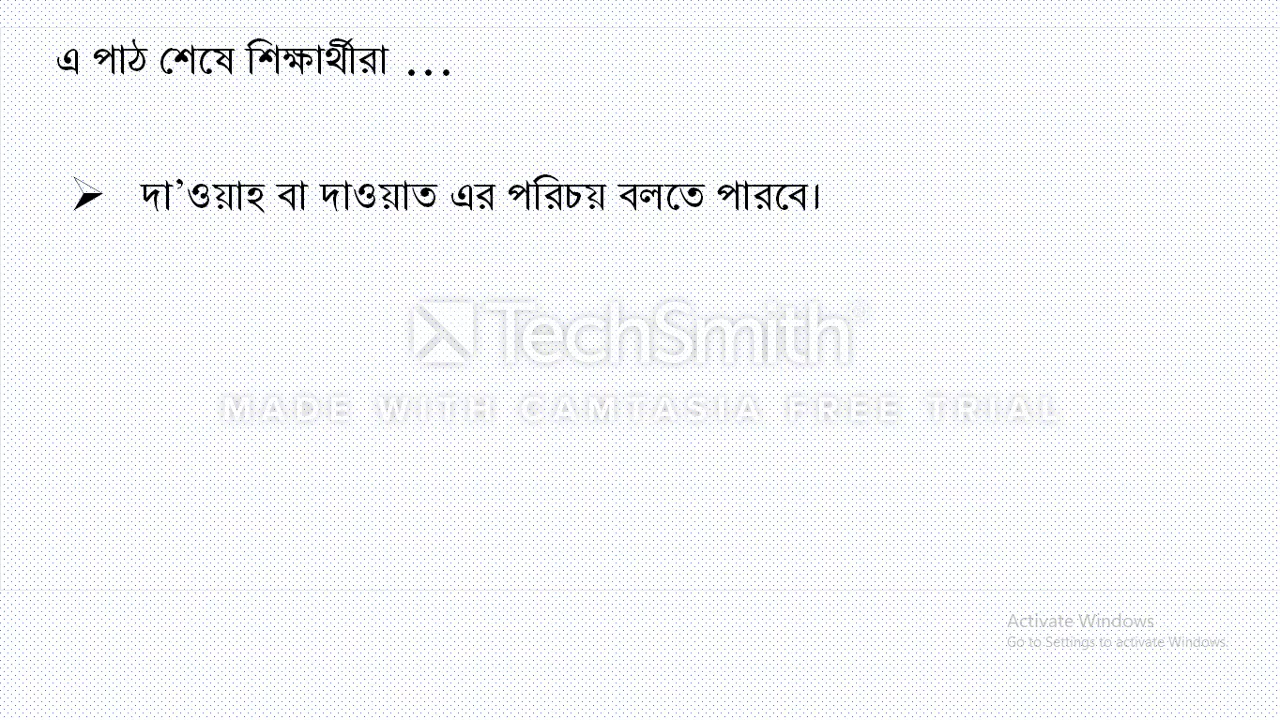 এ পাঠ শেষে শিক্ষার্থীরা ...
➢ দা’ওয়াহ বা দাওয়াত এর পরিচয় বলতে পারবে।
TechSmith®
MADE WITH CAMTASIA FREE TRIAL
Activate Windows
Go to Settings to activate Windows.